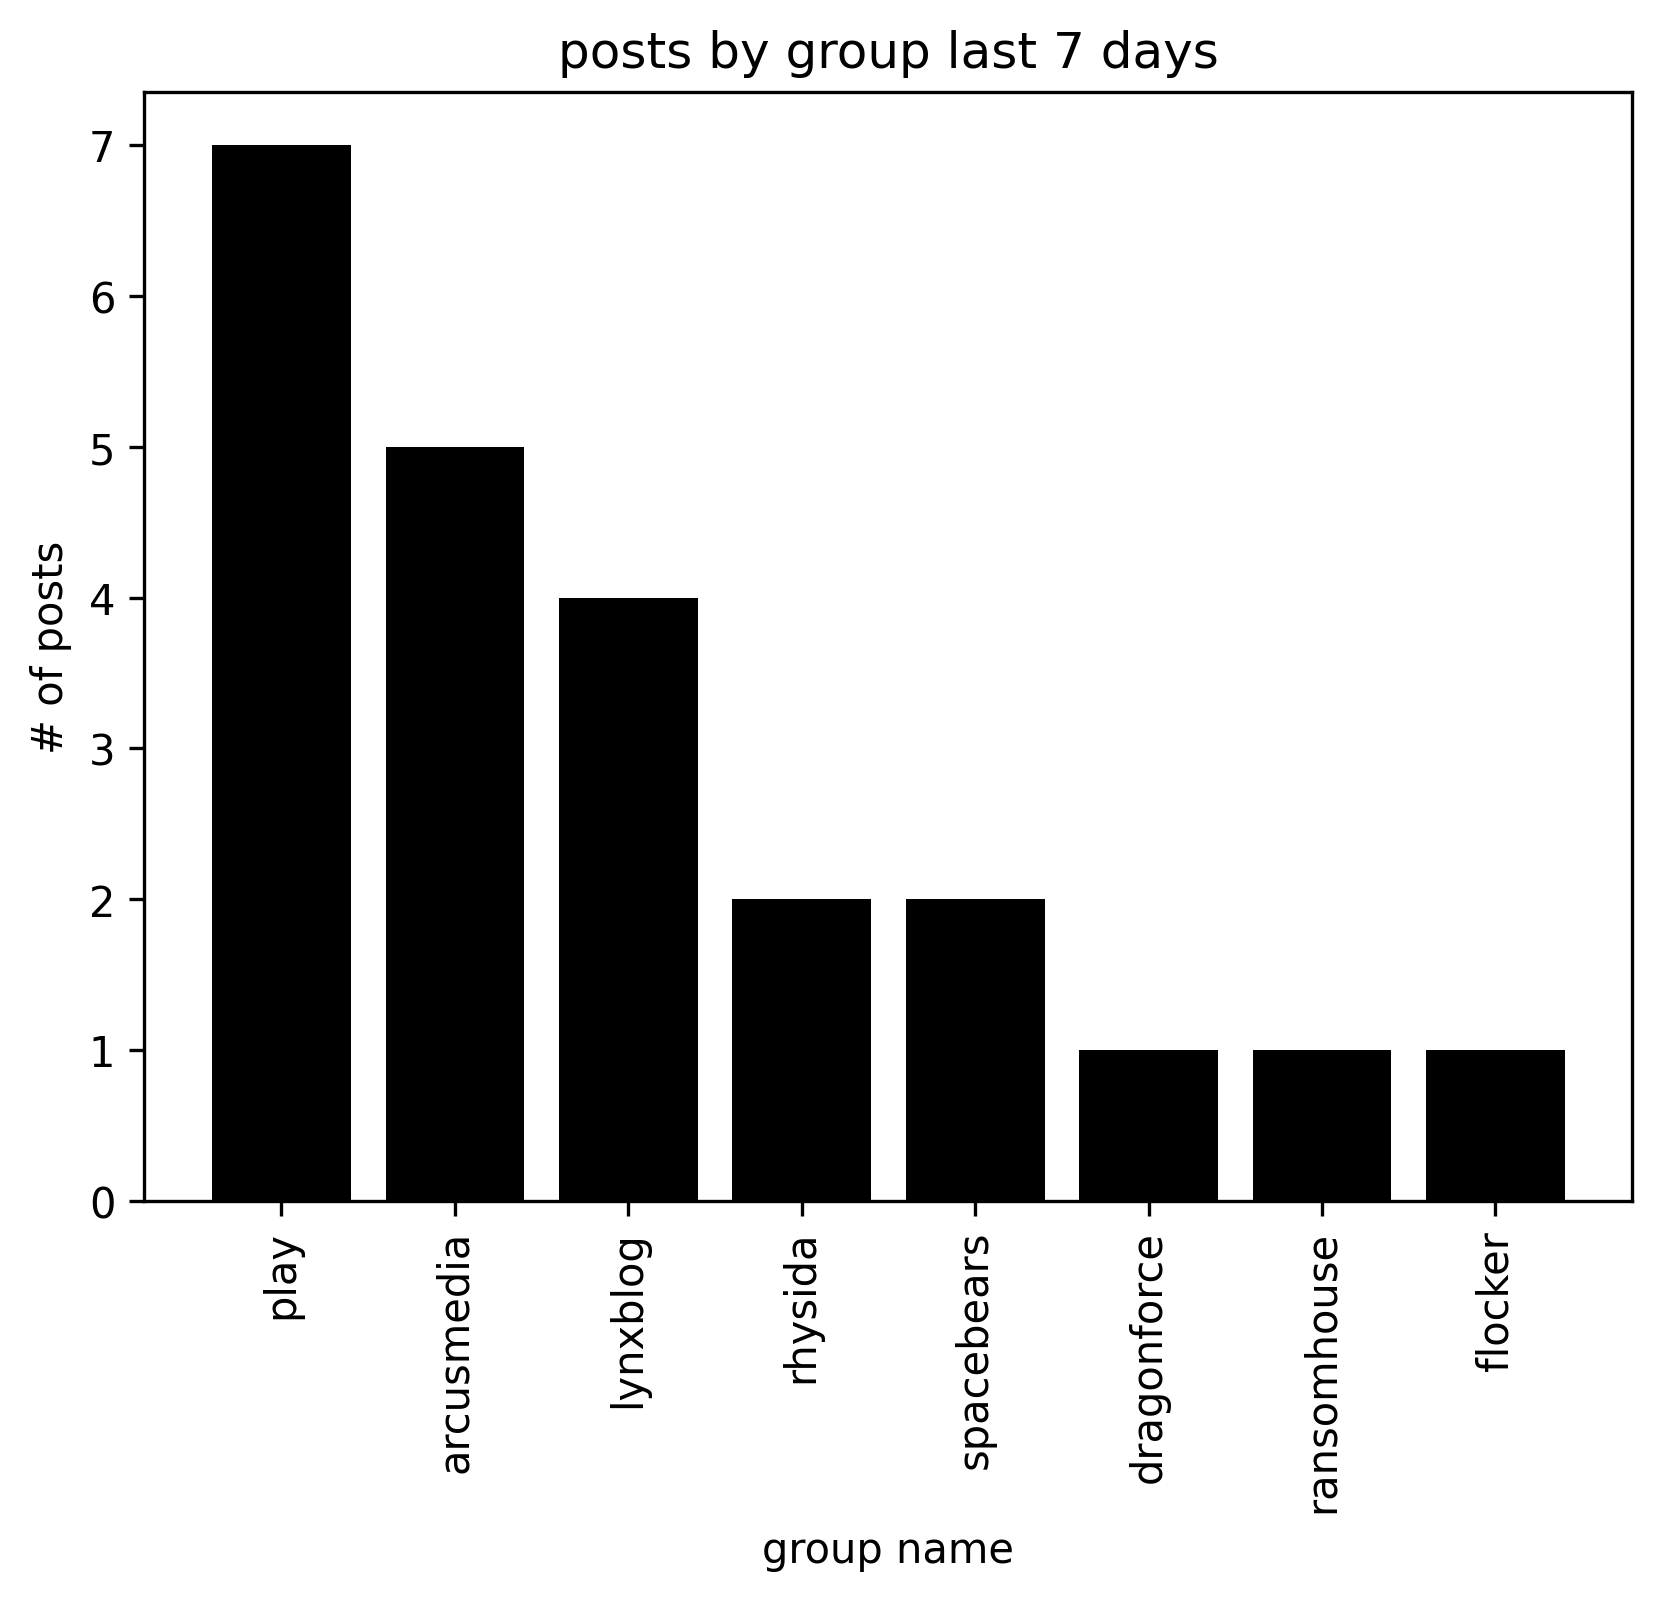 posts by group last 7 days
7
6
5
4
3
2
1
0
# of posts
play
arcusmedia
lynxblog
rhysida
spacebears
dragonforce
ransomhouse
flocker
group name